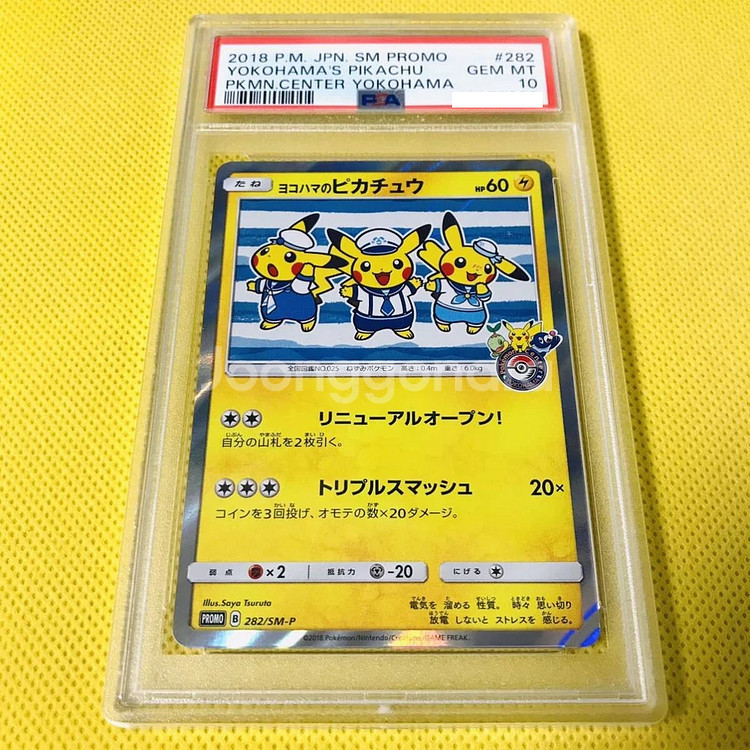 2018 P.M. JPN. SM PROMO #282
YOKOHAMA'S PIKACHU GEM MT
PKMN.CENTER YOKOHAMA 10
PSA
たね ヨコハマのピカチュウ HP60
全国図鑑NO.025 ねずみポケモン 高さ:0.4m 重さ:6.0kg
リニューアルオープン!
自分の山札を2枚引く。
トリプルスマッシュ 20×
コインを3回投げ、オモテの数×20ダメージ。
弱点 ×2 抵抗力 -20 にげる
Illus.Saya Tsuruta
電気を 溜める 性質。 時々 思い切り
放電 しないと ストレスを 感じる。
PROMO B 282/SM-P
©2018 Pokémon/Nintendo/Creatures/GAME FREAK.